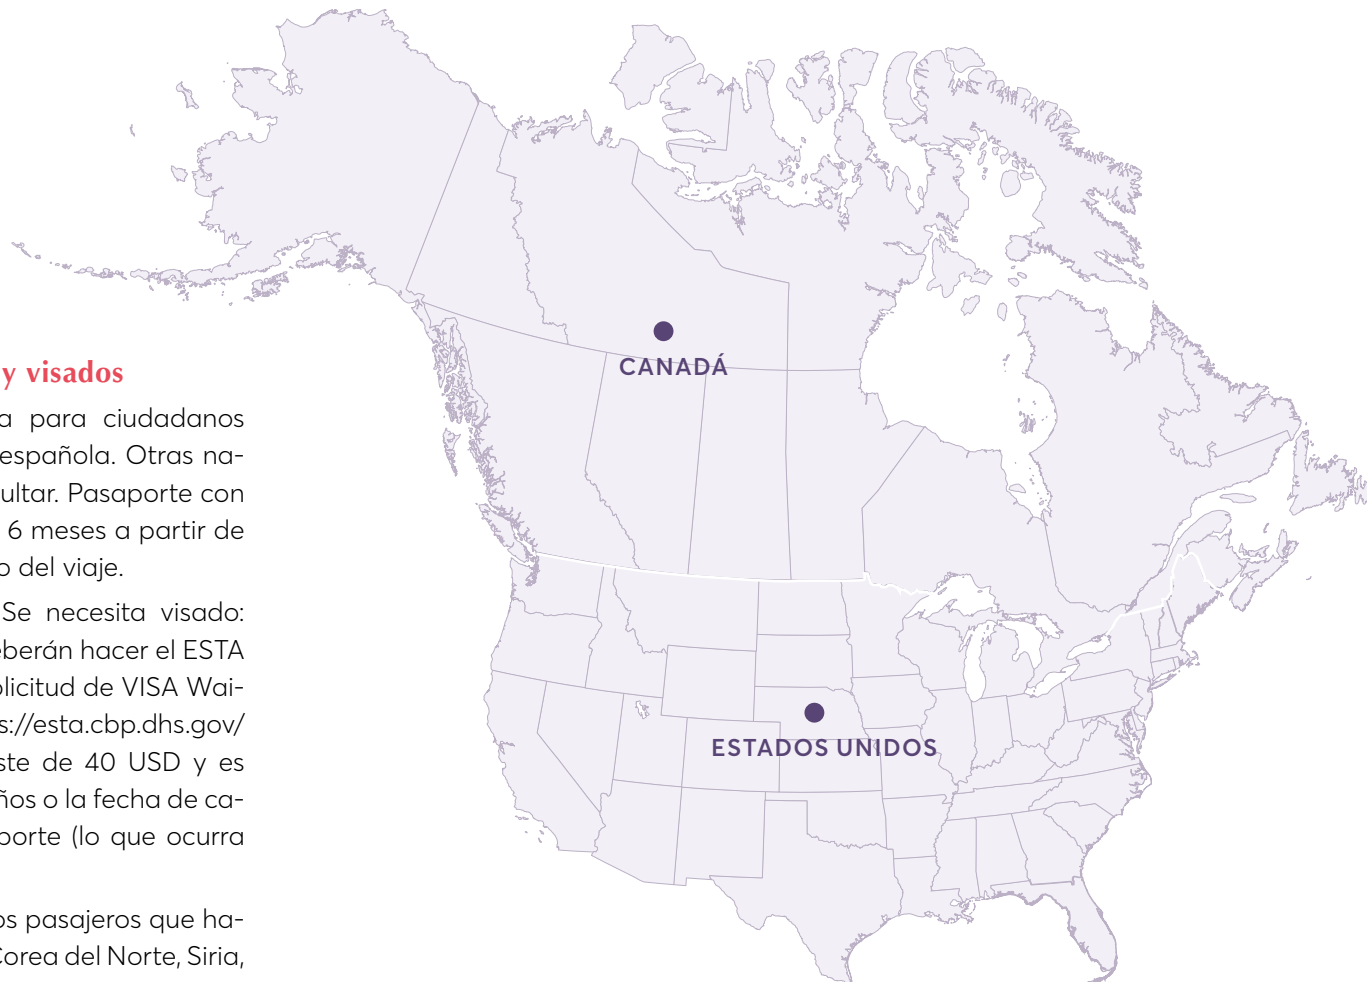 y visados
a para ciudadanos
española. Otras na-
ultar. Pasaporte con
6 meses a partir de
o del viaje.
Se necesita visado:
eberán hacer el ESTA
olicitud de VISA Wai-
s://esta.cbp.dhs.gov/
ste de 40 USD y es
ños o la fecha de ca-
porte (lo que ocurra
os pasajeros que ha-
Corea del Norte, Siria,
CANADÁ
ESTADOS UNIDOS